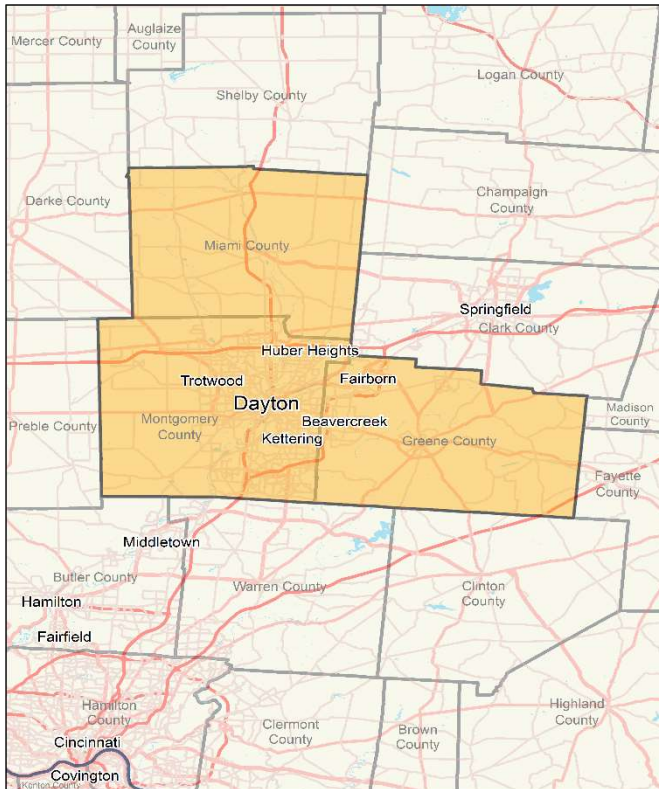 Auglaize
County
Mercer County
Logan County
Shelby County
Champaign
County
Darke County
Miami County
Springfield
Clark County
Huber Heights
Trotwood
Fairborn
Dayton
Madison
County
Beavercreek
Montgomery
County
Preble County
Kettering
Greene County
Fayette
County
Middletown
Butler County
Warren County
Clinton
County
Hamilton
Fairfield
Hamilton
County
Highland
County
Clermont
County
Brown
County
Cincinnati
Covington
Kenton County